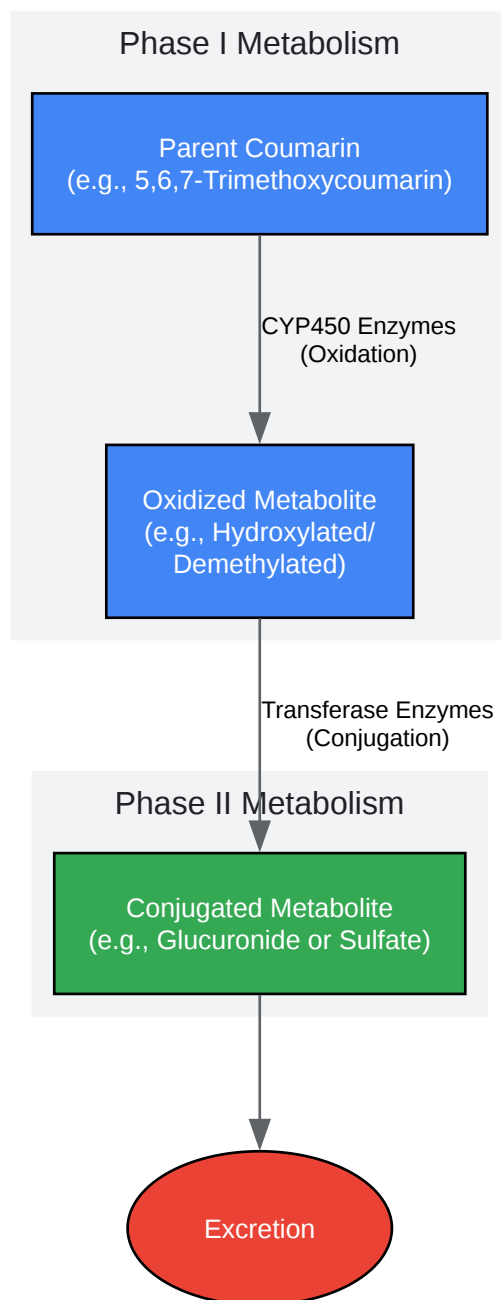 Phase I Metabolism
Parent Coumarin
(e.g., 5,6,7-Trimethoxycoumarin)
CYP450 Enzymes
(Oxidation)
Oxidized Metabolite
(e.g., Hydroxylated/
Demethylated)
Transferase Enzymes
(Conjugation)
Phase II Metabolism
Conjugated Metabolite
(e.g., Glucuronide or Sulfate)
Excretion